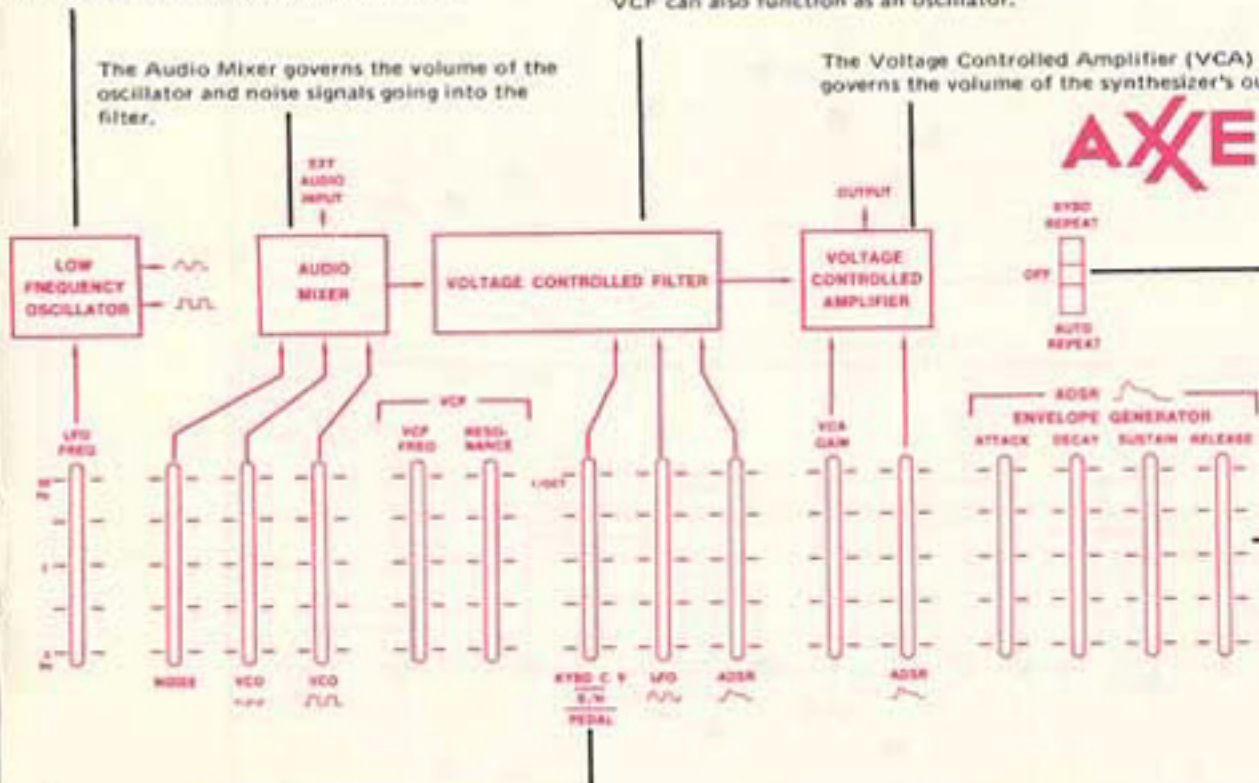 VCF can also function as an oscillator.
The Audio Mixer governs the volume of the
oscillator and noise signals going into the
filter.
The Voltage Controlled Amplifier (VCA)
governs the volume of the synthesizer's ou
AXXE
EXT
AUDIO
INPUT
OUTPUT
KYBD
REPEAT
OFF
AUTO
REPEAT
LOW
FREQUENCY
OSCILLATOR
AUDIO
MIXER
VOLTAGE CONTROLLED FILTER
VOLTAGE
CONTROLLED
AMPLIFIER
LFO
FREQ
VCF
VCF
FREQ
RESO-
NANCE
VCA
GAIN
ADSR
ENVELOPE GENERATOR
ATTACK DECAY SUSTAIN RELEASE
1/OCT
NOISE
VCO
VCO
KYBD C V
S/H
PEDAL
LFO
ADSR
ADSR